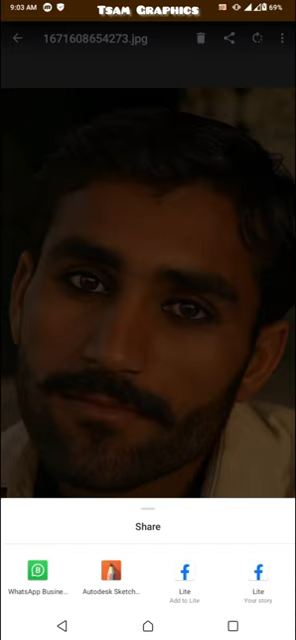 9:03 AM Tsam Graphics 69%
1671608654273.jpg
Share
WhatsApp Busine... Autodesk Sketch... Lite Lite
Add to Lite Your story